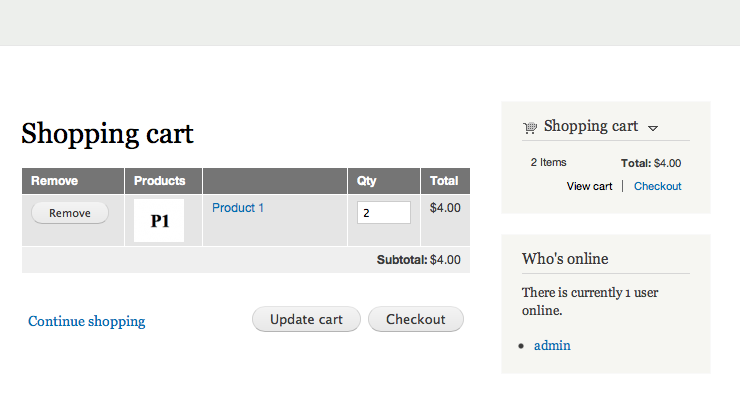 Shopping cart
Remove Products Qty Total
Remove P1 Product 1 2 $4.00
Subtotal: $4.00
Continue shopping Update cart Checkout
Shopping cart
2 Items Total: $4.00
View cart | Checkout
Who's online
There is currently 1 user
online.
admin